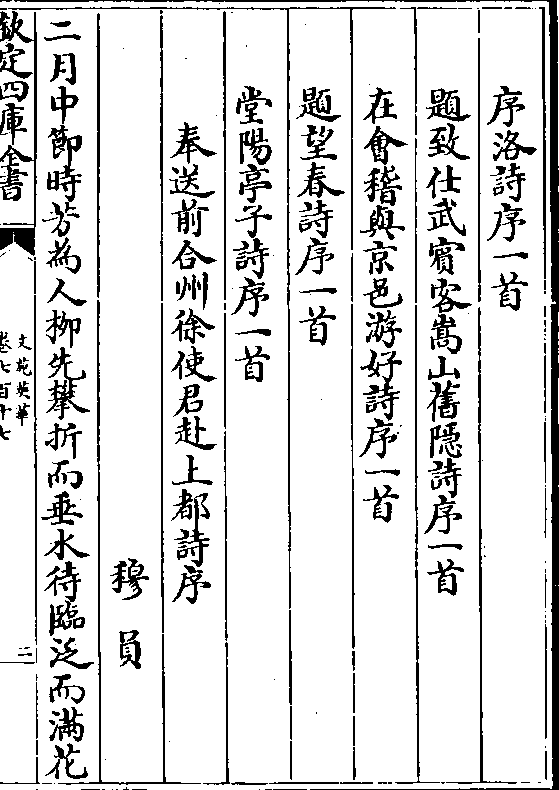 序洛詩序一首
題致仕武賓客嵩山舊隱詩序一首
在會稽與京邑游好詩序一首
題望春詩序一首
堂陽亭子詩序一首
奉送前合州徐使君赴上都詩序
穆員
二月中節時芳為人柳先攀折而垂水待臨泛而滿花
欽定四庫全書
文苑英華
卷七百十七
二